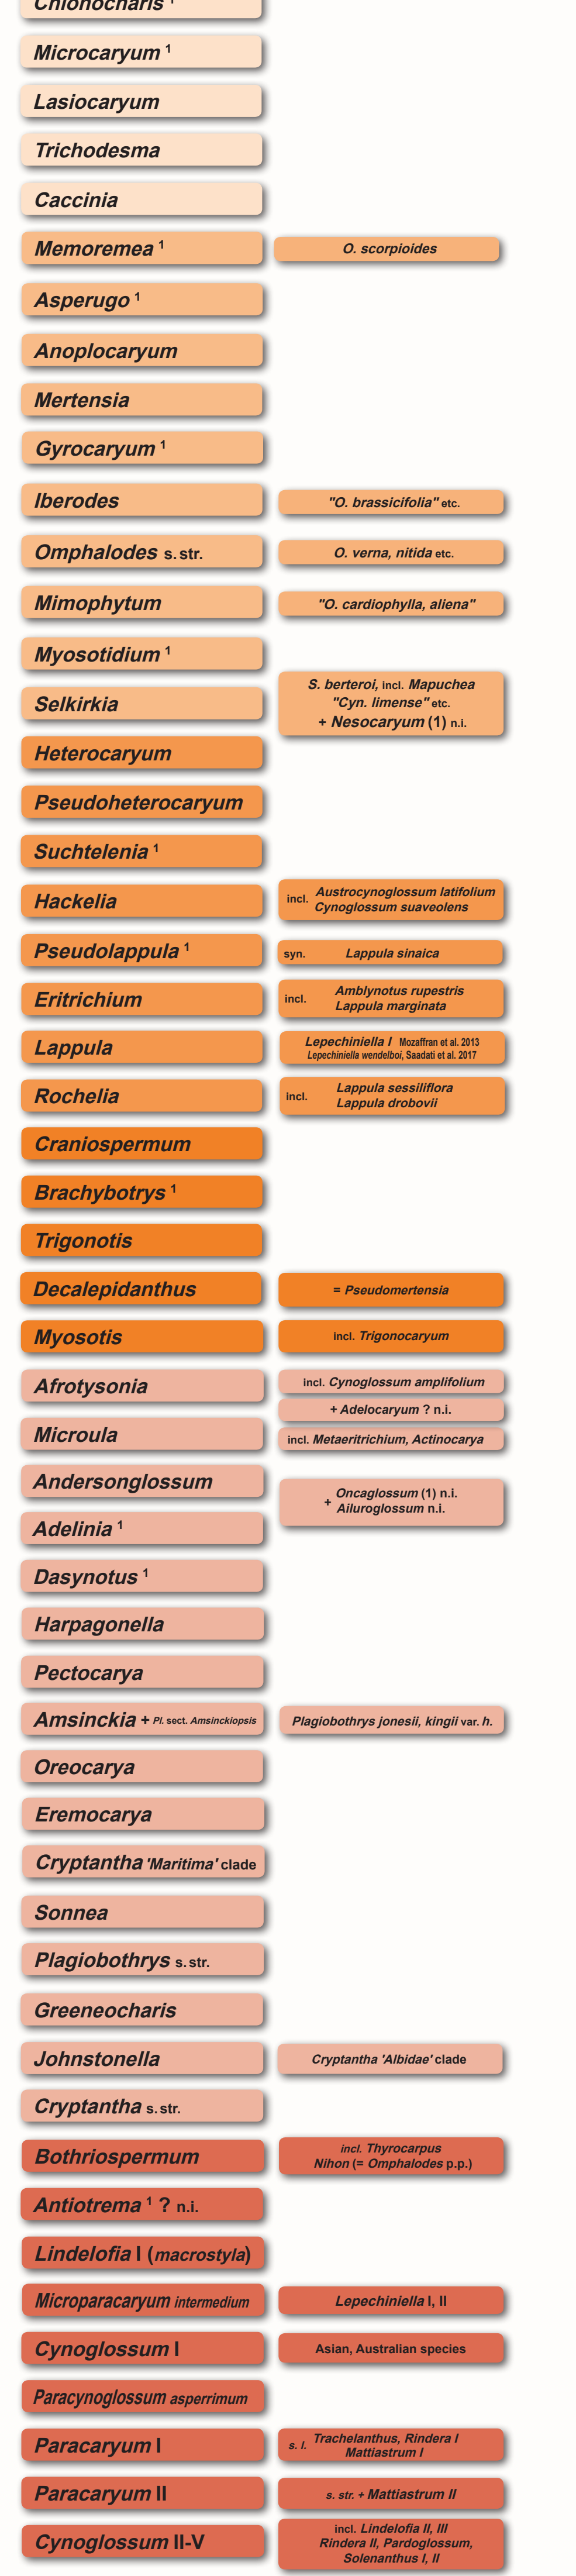 Chionocharis ¹
Microcaryum ¹
Lasiocaryum
Trichodesma
Caccinia
Memoremea ¹
O. scorpioides
Asperugo ¹
Anoplocaryum
Mertensia
Gyrocaryum ¹
Iberodes
"O. brassicifolia" etc.
Omphalodes s. str.
O. verna, nitida etc.
Mimophytum
"O. cardiophylla, aliena"
Myosotidium ¹
Selkirkia
S. berteroi, incl. Mapuchea
"Cyn. limense" etc.
+ Nesocaryum (1) n.i.
Heterocaryum
Pseudoheterocaryum
Suchtelenia ¹
Hackelia
incl. Austrocynoglossum latifolium
Cynoglossum suaveolens
Pseudolappula ¹
syn. Lappula sinaica
Eritrichium
incl. Amblynotus rupestris
Lappula marginata
Lappula
Lepechiniella I Mozaffran et al. 2013
Lepechiniella wendelboi, Saadati et al. 2017
Rochelia
incl. Lappula sessiliflora
Lappula drobovii
Craniospermum
Brachybotrys ¹
Trigonotis
Decalepidanthus
= Pseudomertensia
Myosotis
incl. Trigonocaryum
Afrotysonia
incl. Cynoglossum amplifolium
+ Adelocaryum ? n.i.
Microula
incl. Metaeritrichium, Actinocarya
Andersonglossum
+ Oncaglossum (1) n.i.
Ailuroglossum n.i.
Adelinia ¹
Dasynotus ¹
Harpagonella
Pectocarya
Amsinckia + Pl. sect. Amsinckiopsis
Plagiobothrys jonesii, kingii var. h.
Oreocarya
Eremocarya
Cryptantha 'Maritima' clade
Sonnea
Plagiobothrys s. str.
Greeneocharis
Johnstonella
Cryptantha 'Albidae' clade
Cryptantha s. str.
Bothriospermum
incl. Thyrocarpus
Nihon (= Omphalodes p.p.)
Antiotrema ¹ ? n.i.
Lindelofia I (macrostyla)
Microparacaryum intermedium
Lepechiniella I, II
Cynoglossum I
Asian, Australian species
Paracynoglossum asperrimum
Paracaryum I
s. l. Trachelanthus, Rindera I
Mattiastrum I
Paracaryum II
s. str. + Mattiastrum II
Cynoglossum II-V
incl. Lindelofia II, III
Rindera II, Pardoglossum,
Solenanthus I, II